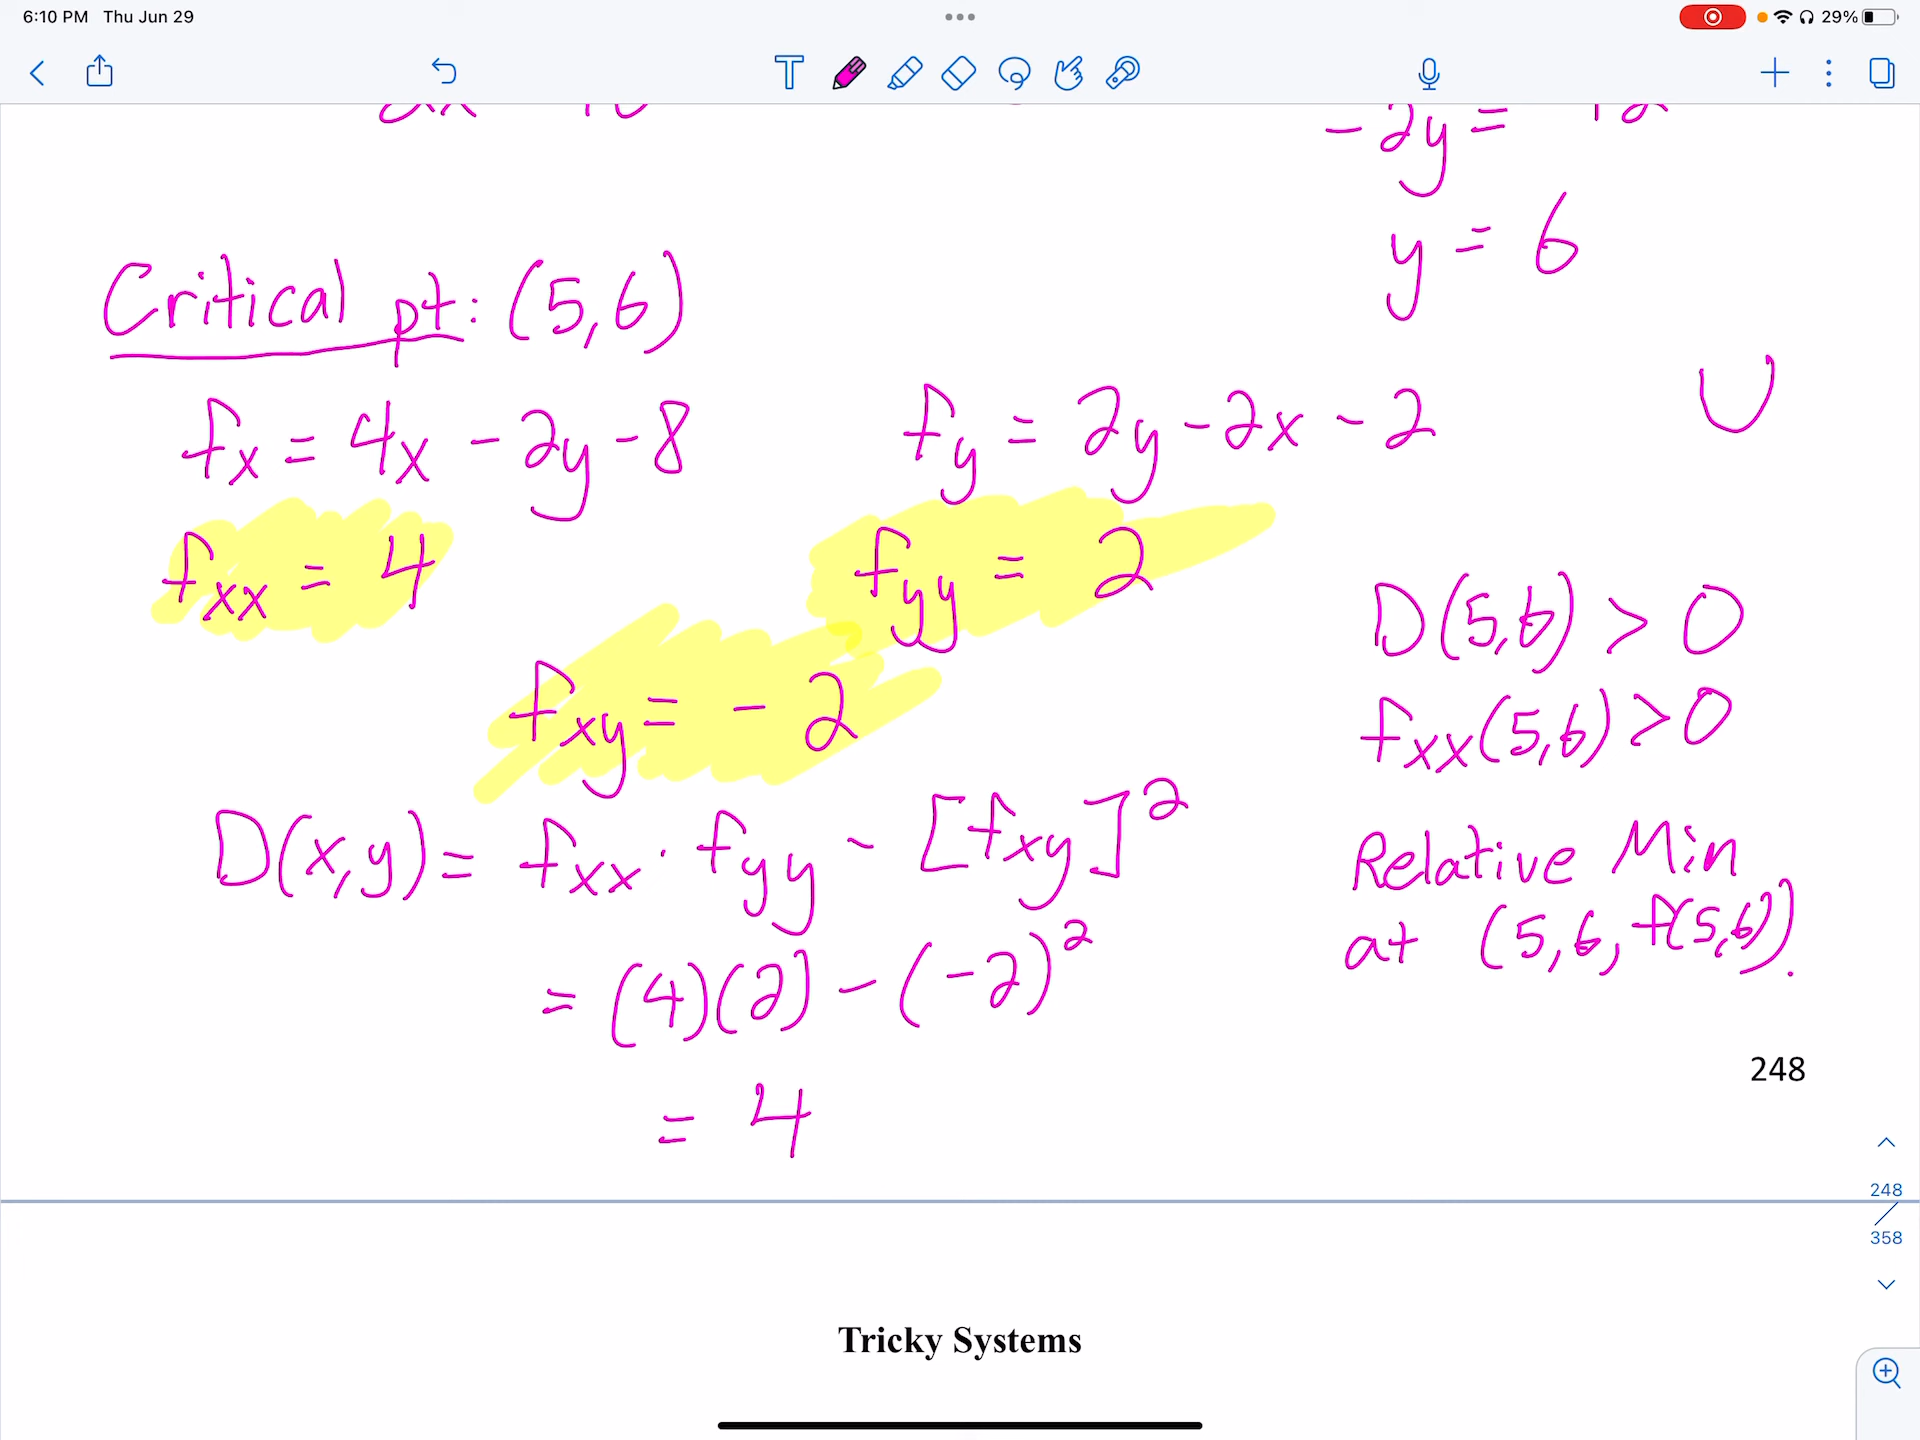 6:10 PM Thu Jun 29
29%
T
-2y =
y = 6
Critical pt: (5,6)
fx = 4x - 2y - 8
fy = 2y - 2x - 2
fxx = 4
fyy = 2
fxy = - 2
D(5,6) > 0
fxx(5,6) > 0
D(x,y) = fxx · fyy - [fxy]²
Relative Min
at (5,6, f(5,6)).
= (4)(2) - (-2)²
= 4
248
248
358
Tricky Systems